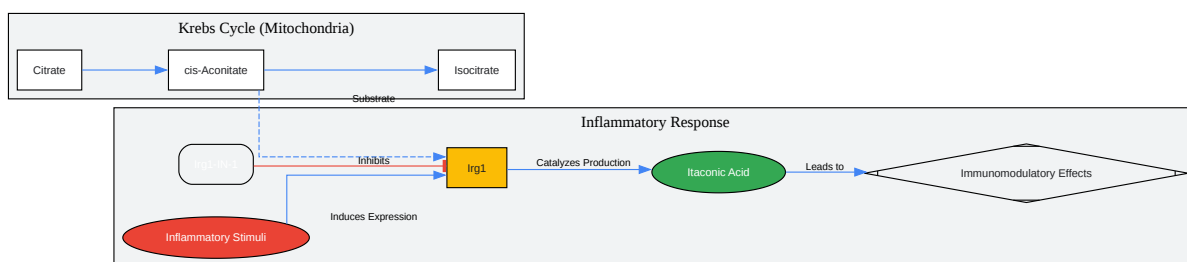 Krebs Cycle (Mitochondria)
Citrate
cis-Aconitate
Isocitrate
Substrate
Inflammatory Response
Irg1-IN-1
Inhibits
Irg1
Catalyzes Production
Itaconic Acid
Leads to
Immunomodulatory Effects
Induces Expression
Inflammatory Stimuli